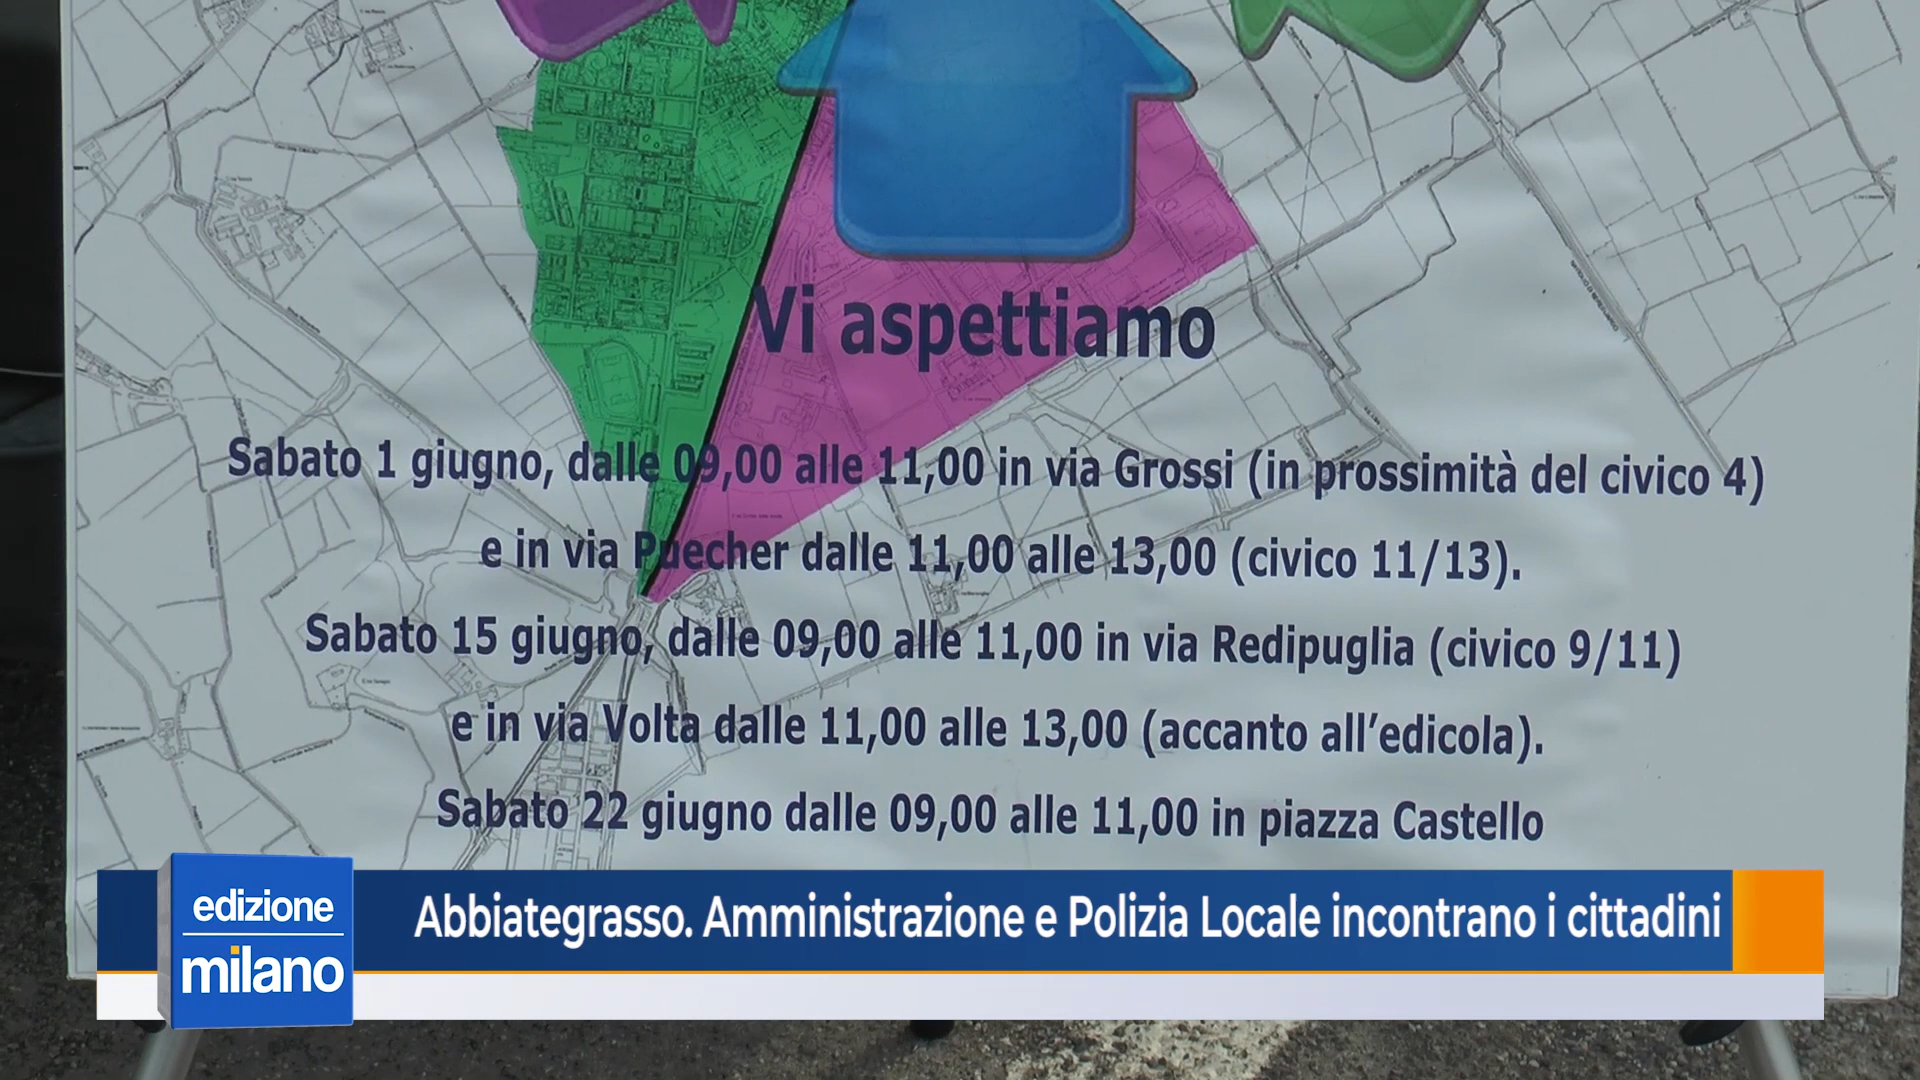 Vi aspettiamo
Sabato 1 giugno, dalle 09,00 alle 11,00 in via Grossi (in prossimità del civico 4)
e in via Puecher dalle 11,00 alle 13,00 (civico 11/13).
Sabato 15 giugno, dalle 09,00 alle 11,00 in via Redipuglia (civico 9/11)
e in via Volta dalle 11,00 alle 13,00 (accanto all'edicola).
Sabato 22 giugno dalle 09,00 alle 11,00 in piazza Castello
edizione
milano
Abbiategrasso. Amministrazione e Polizia Locale incontrano i cittadini